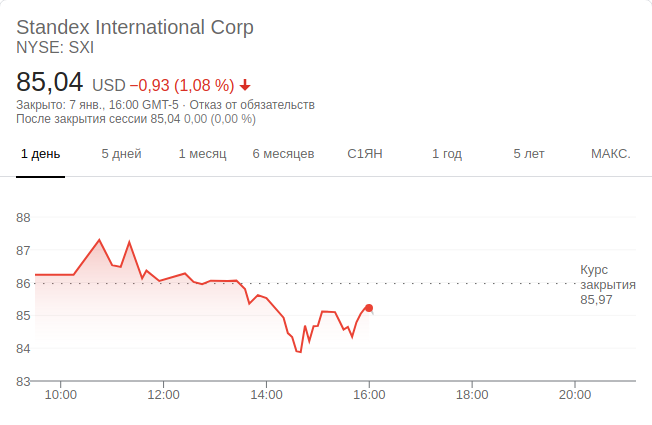 Standex International Corp
NYSE: SXI
85,04 USD −0,93 (1,08 %)
Закрыто: 7 янв., 16:00 GMT-5 · Отказ от обязательств
После закрытия сессии 85,04 0,00 (0,00 %)
1 день 5 дней 1 месяц 6 месяцев С1ЯН 1 год 5 лет МАКС.
88
87
86
85
84
83
Курс
закрытия
85,97
10:00 12:00 14:00 16:00 18:00 20:00